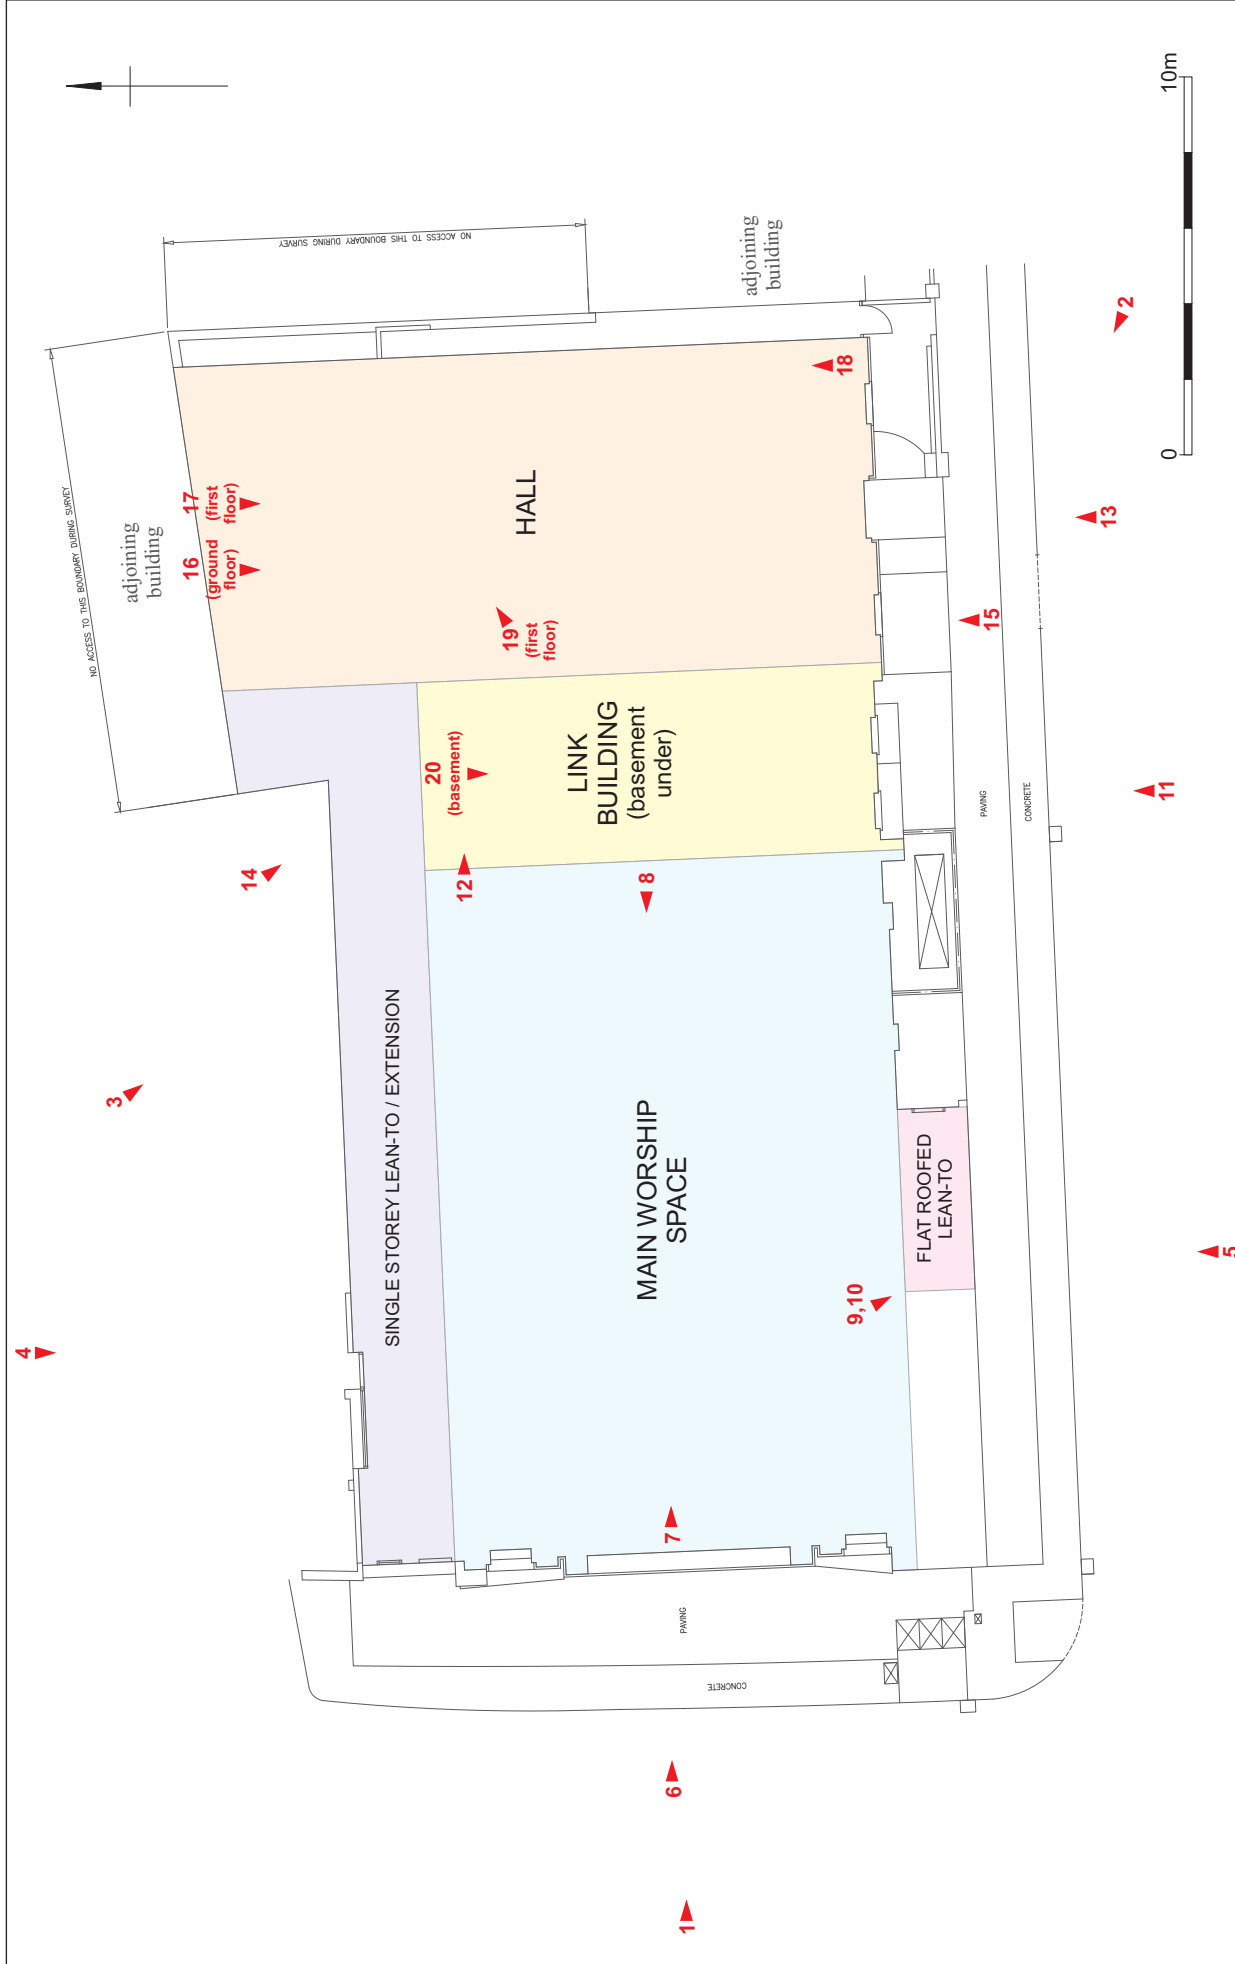 4
3
14
NO ACCESS TO THIS BOUNDARY DURING SURVEY
adjoining
building
16
(ground
floor)
17
(first
floor)
NO ACCESS TO THIS BOUNDARY DURING SURVEY
adjoining
building
SINGLE STOREY LEAN-TO / EXTENSION
12
20
(basement)
19
(first
floor)
HALL
LINK
BUILDING
(basement
under)
18
1
6
CONCRETE
PAVING
7
MAIN WORSHIP
SPACE
8
9,10
FLAT ROOFED
LEAN-TO
PAVING
CONCRETE
15
5
11
13
2
0
10m